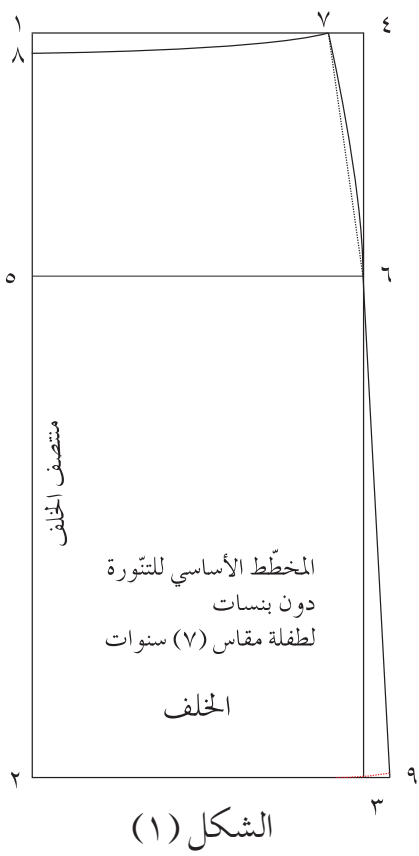 ١
٧
٤
٨
٥
٦
منتصف الخلف
المخطّط الأساسي للتنّورة
دون بنسات
لطفلة مقاس (٧) سنوات
الخلف
٢
٩
٣
الشكل (١)